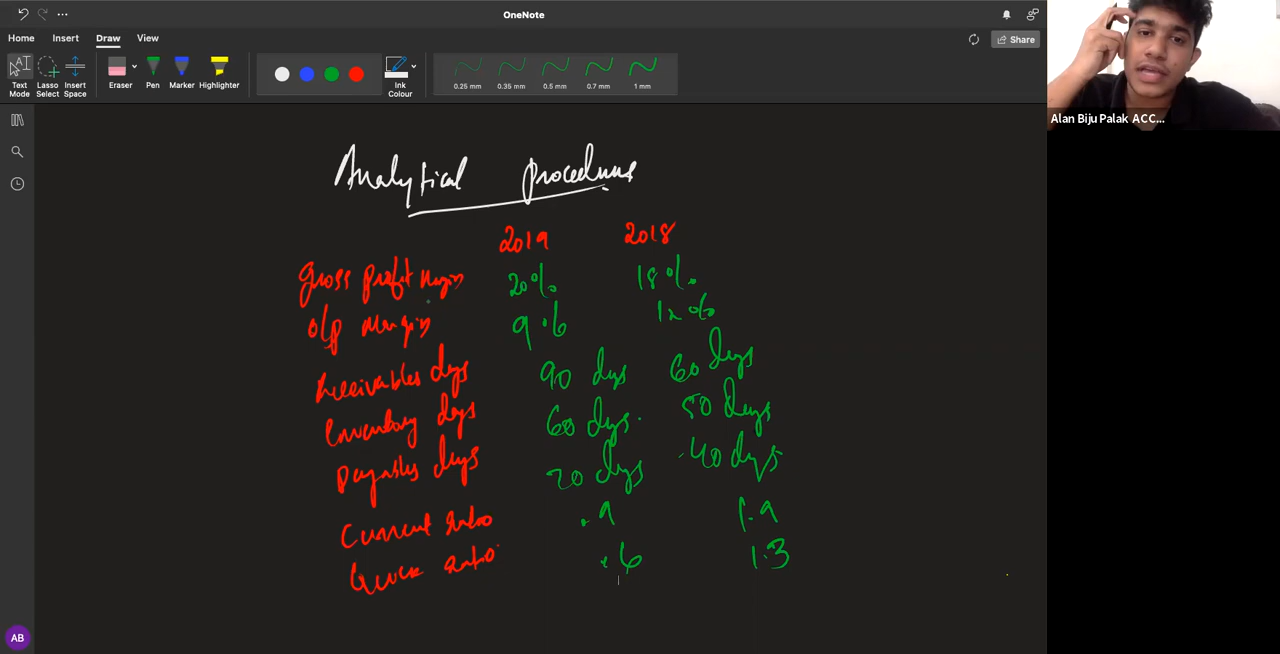 OneNote
Home Insert Draw View
Share
Text Mode
Lasso Select
Insert Space
Eraser
Pen
Marker
Highlighter
Ink Colour
0.25 mm 0.35 mm 0.5 mm 0.7 mm 1 mm
Alan Biju Palak ACC...
Analytical procedures
2019 2018
Gross profit Margin 20% 18%
O/p Margin 9% 12%
Receivables days 90 days 60 days
Inventory days 60 days 50 days
Payables days 20 days 40 days
Current ratio .9 1.9
Quick ratio .6 1.3
AB